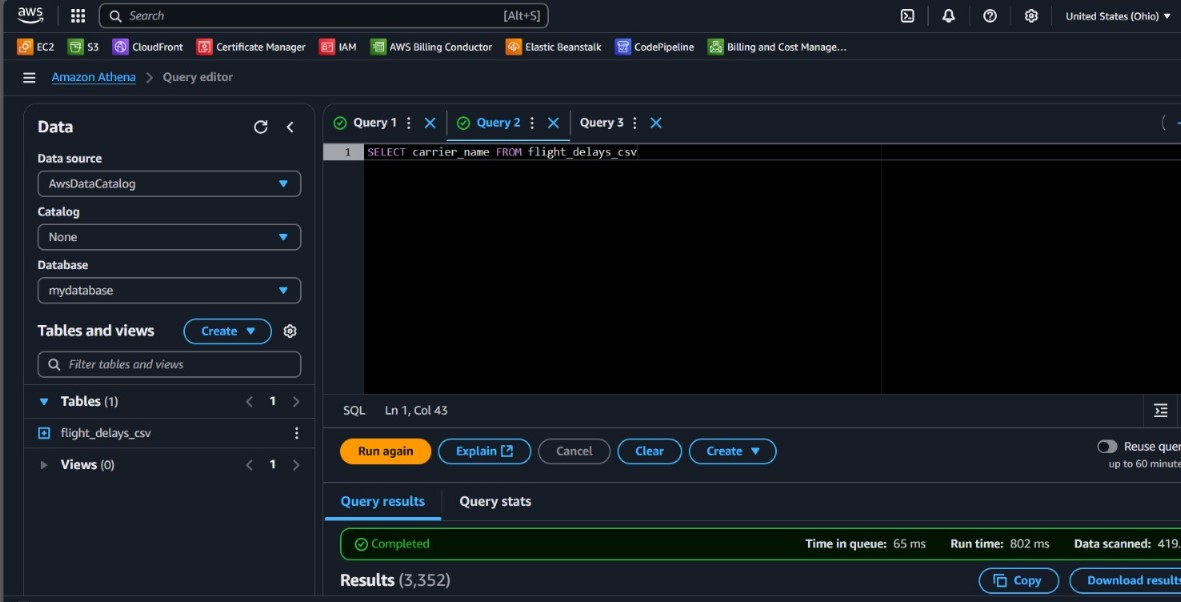 aws
Search [Alt+S] United States (Ohio)
EC2 S3 CloudFront Certificate Manager IAM AWS Billing Conductor Elastic Beanstalk CodePipeline Billing and Cost Manage...
Amazon Athena > Query editor
Data
Data source
AwsDataCatalog
Catalog
None
Database
mydatabase
Tables and views Create
Filter tables and views
Tables (1) < 1 >
flight_delays_csv
Views (0) < 1 >
Query 1 Query 2 Query 3
1 SELECT carrier_name FROM flight_delays_csv
SQL Ln 1, Col 43
Run again Explain Cancel Clear Create
Reuse quer
up to 60 minute
Query results Query stats
Completed Time in queue: 65 ms Run time: 802 ms Data scanned: 419.
Results (3,352) Copy Download results